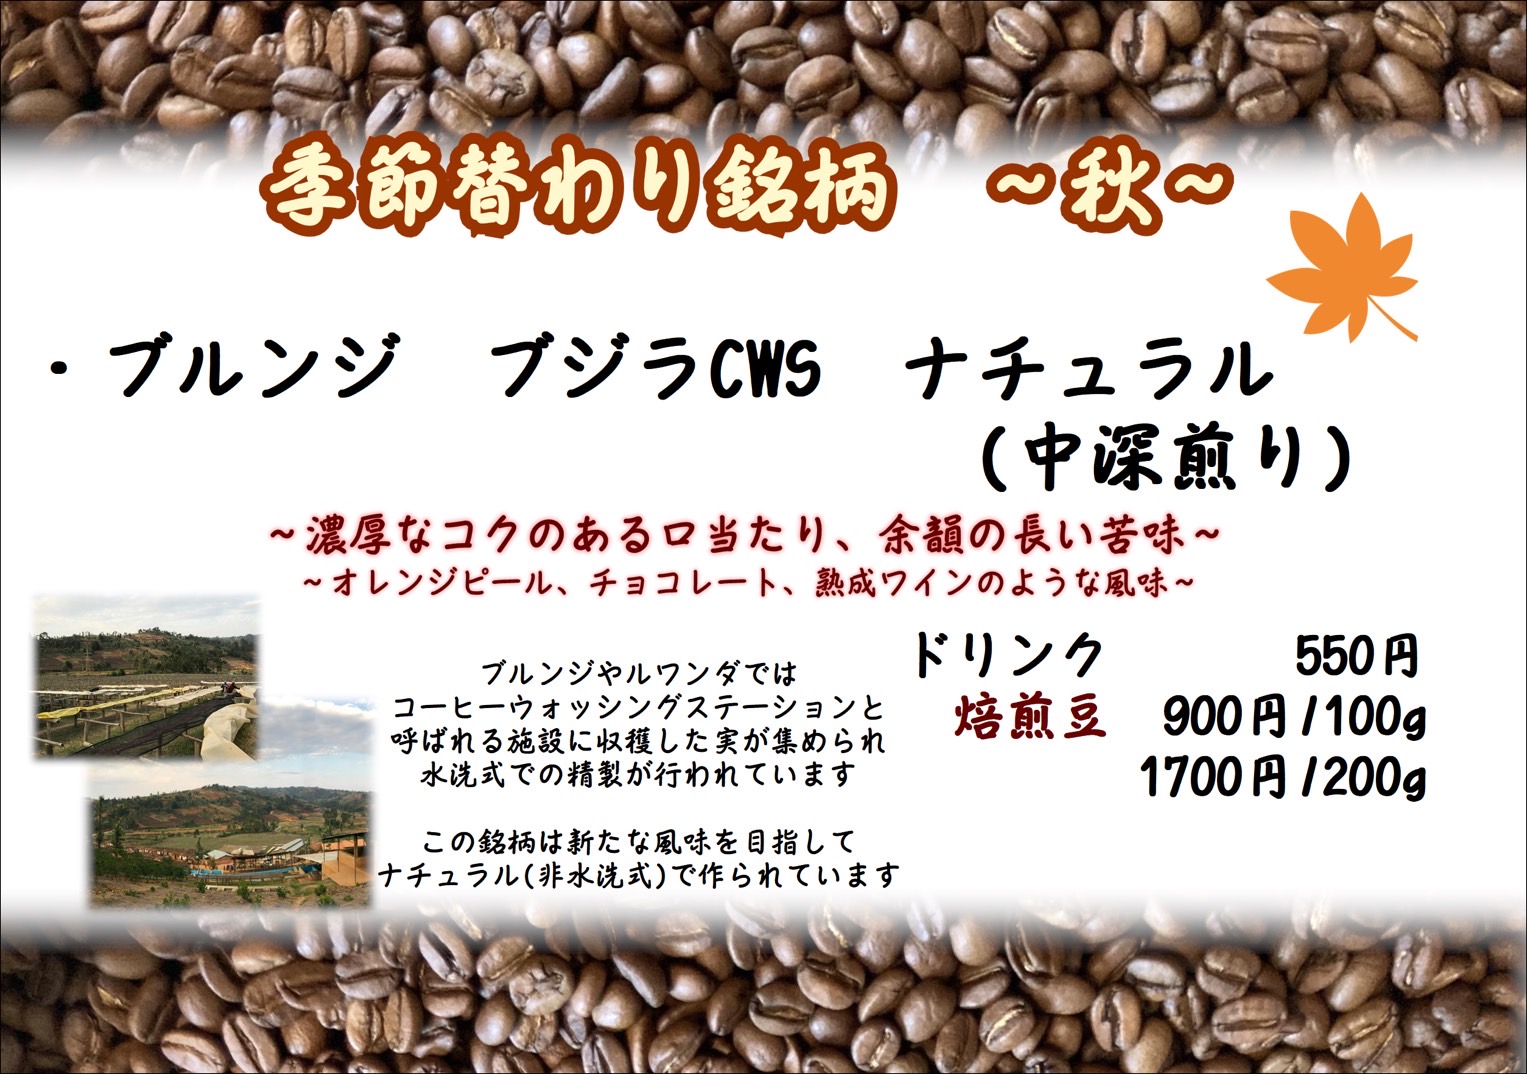 季節替わり銘柄　~秋~
・ブルンジ　ブジラCWS　ナチュラル
(中深煎り)
~濃厚なコクのある口当たり、余韻の長い苦味~
~オレンジピール、チョコレート、熟成ワインのような風味~
ブルンジやルワンダでは
コーヒーウォッシングステーションと
呼ばれる施設に収穫した実が集められ
水洗式での精製が行われています
この銘柄は新たな風味を目指して
ナチュラル(非水洗式)で作られています
ドリンク　550円
焙煎豆　900円/100g
1700円/200g